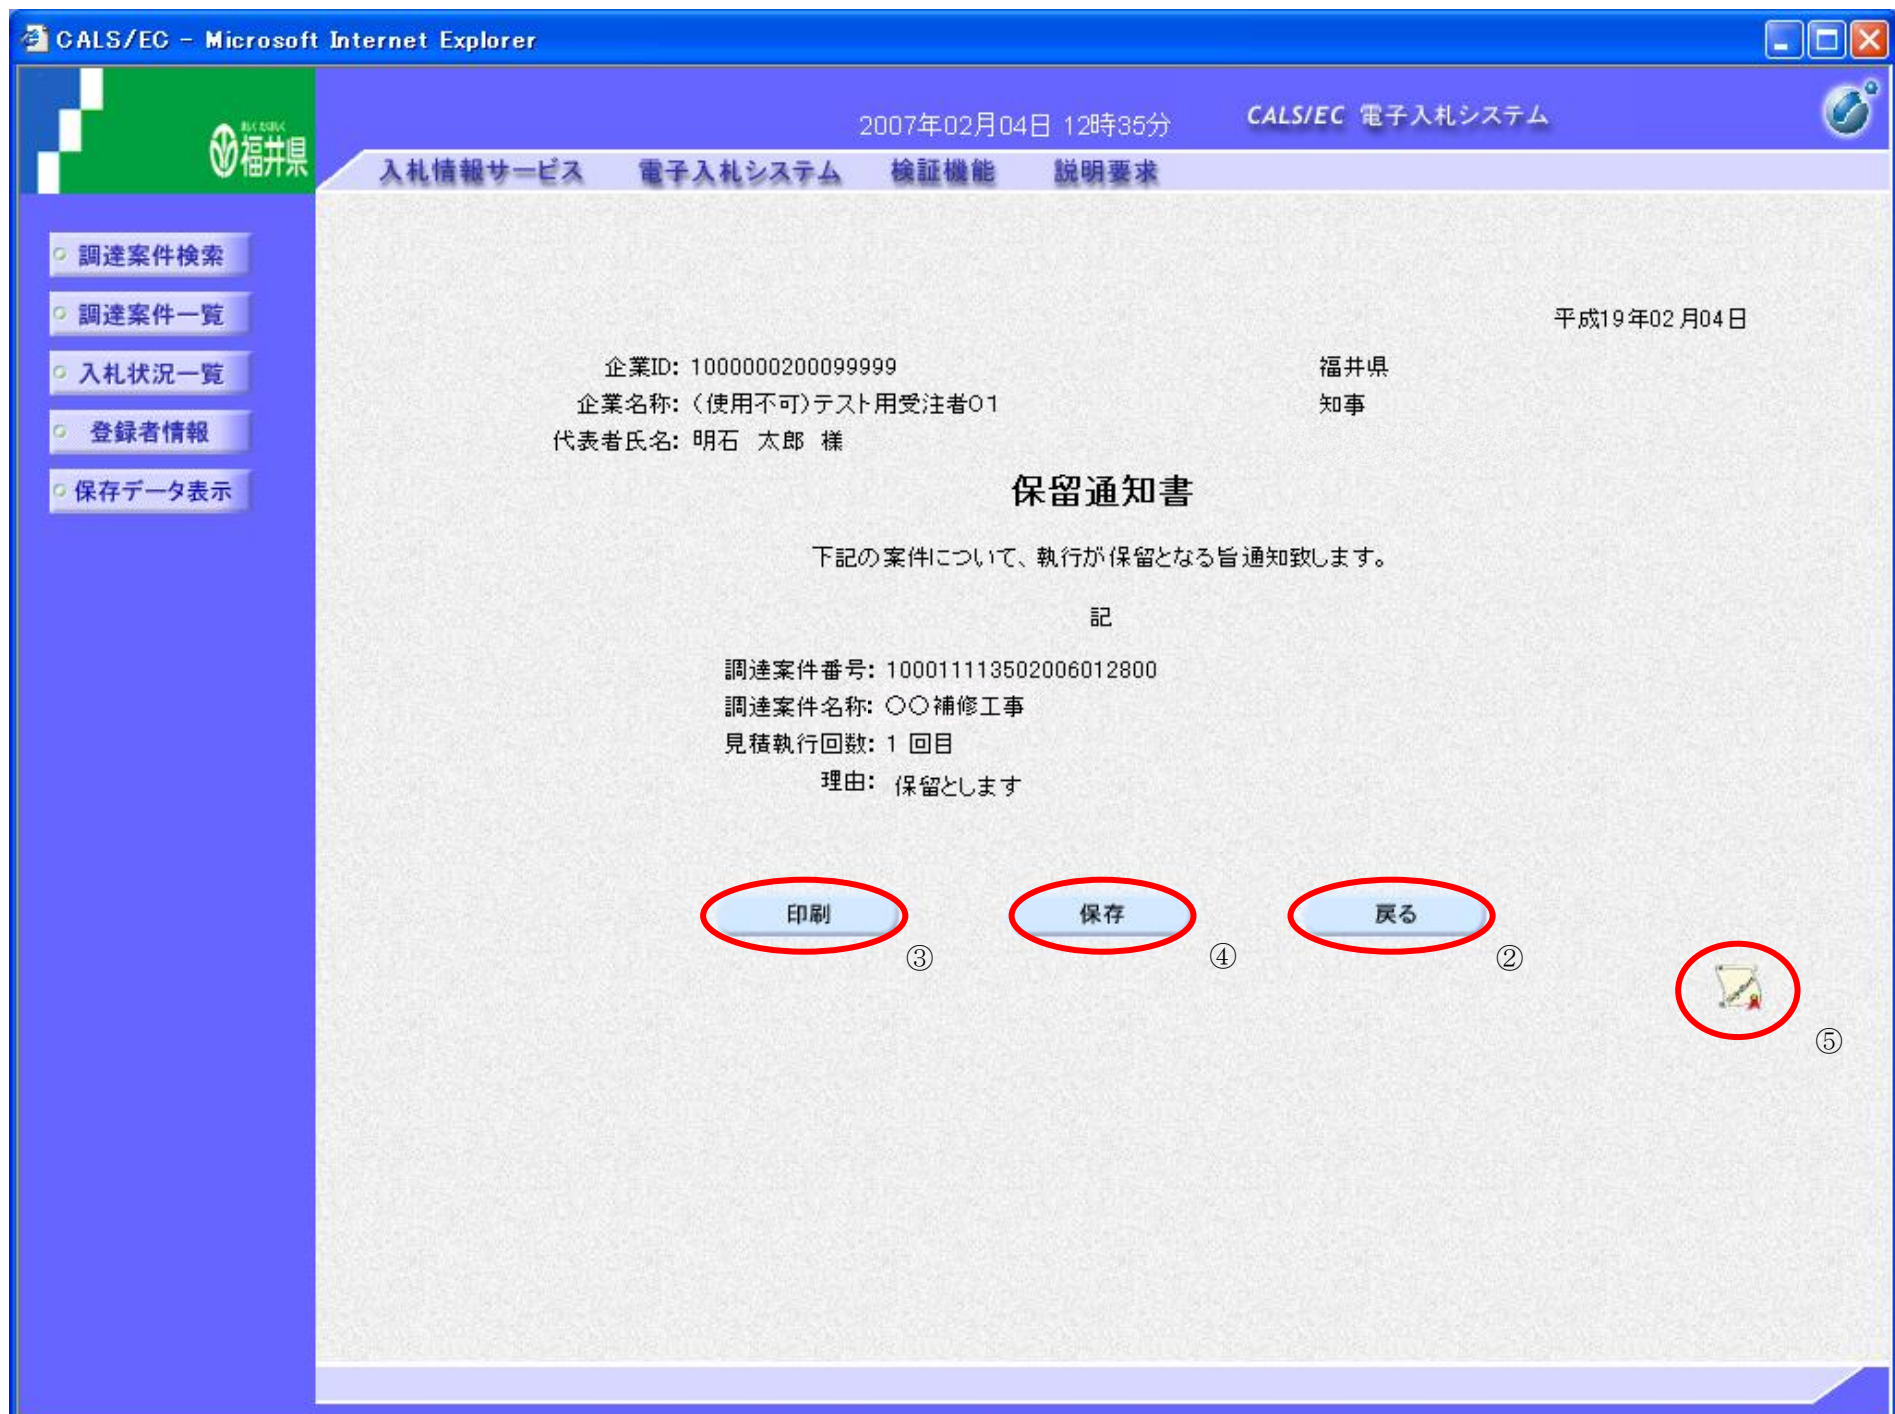 CALS/EC - Microsoft Internet Explorer
福井県
2007年02月04日 12時35分
CALS/EC 電子入札システム
入札情報サービス 電子入札システム 検証機能 説明要求
調達案件検索
調達案件一覧
入札状況一覧
登録者情報
保存データ表示
平成19年02月04日
企業ID: 1000000200099999 福井県
企業名称: (使用不可)テスト用受注者01 知事
代表者氏名: 明石 太郎 様
保留通知書
下記の案件について、執行が保留となる旨通知致します。
記
調達案件番号: 100011113502006012800
調達案件名称: 〇〇補修工事
見積執行回数: 1 回目
理由: 保留とします
印刷 保存 戻る
③ ④ ②
⑤